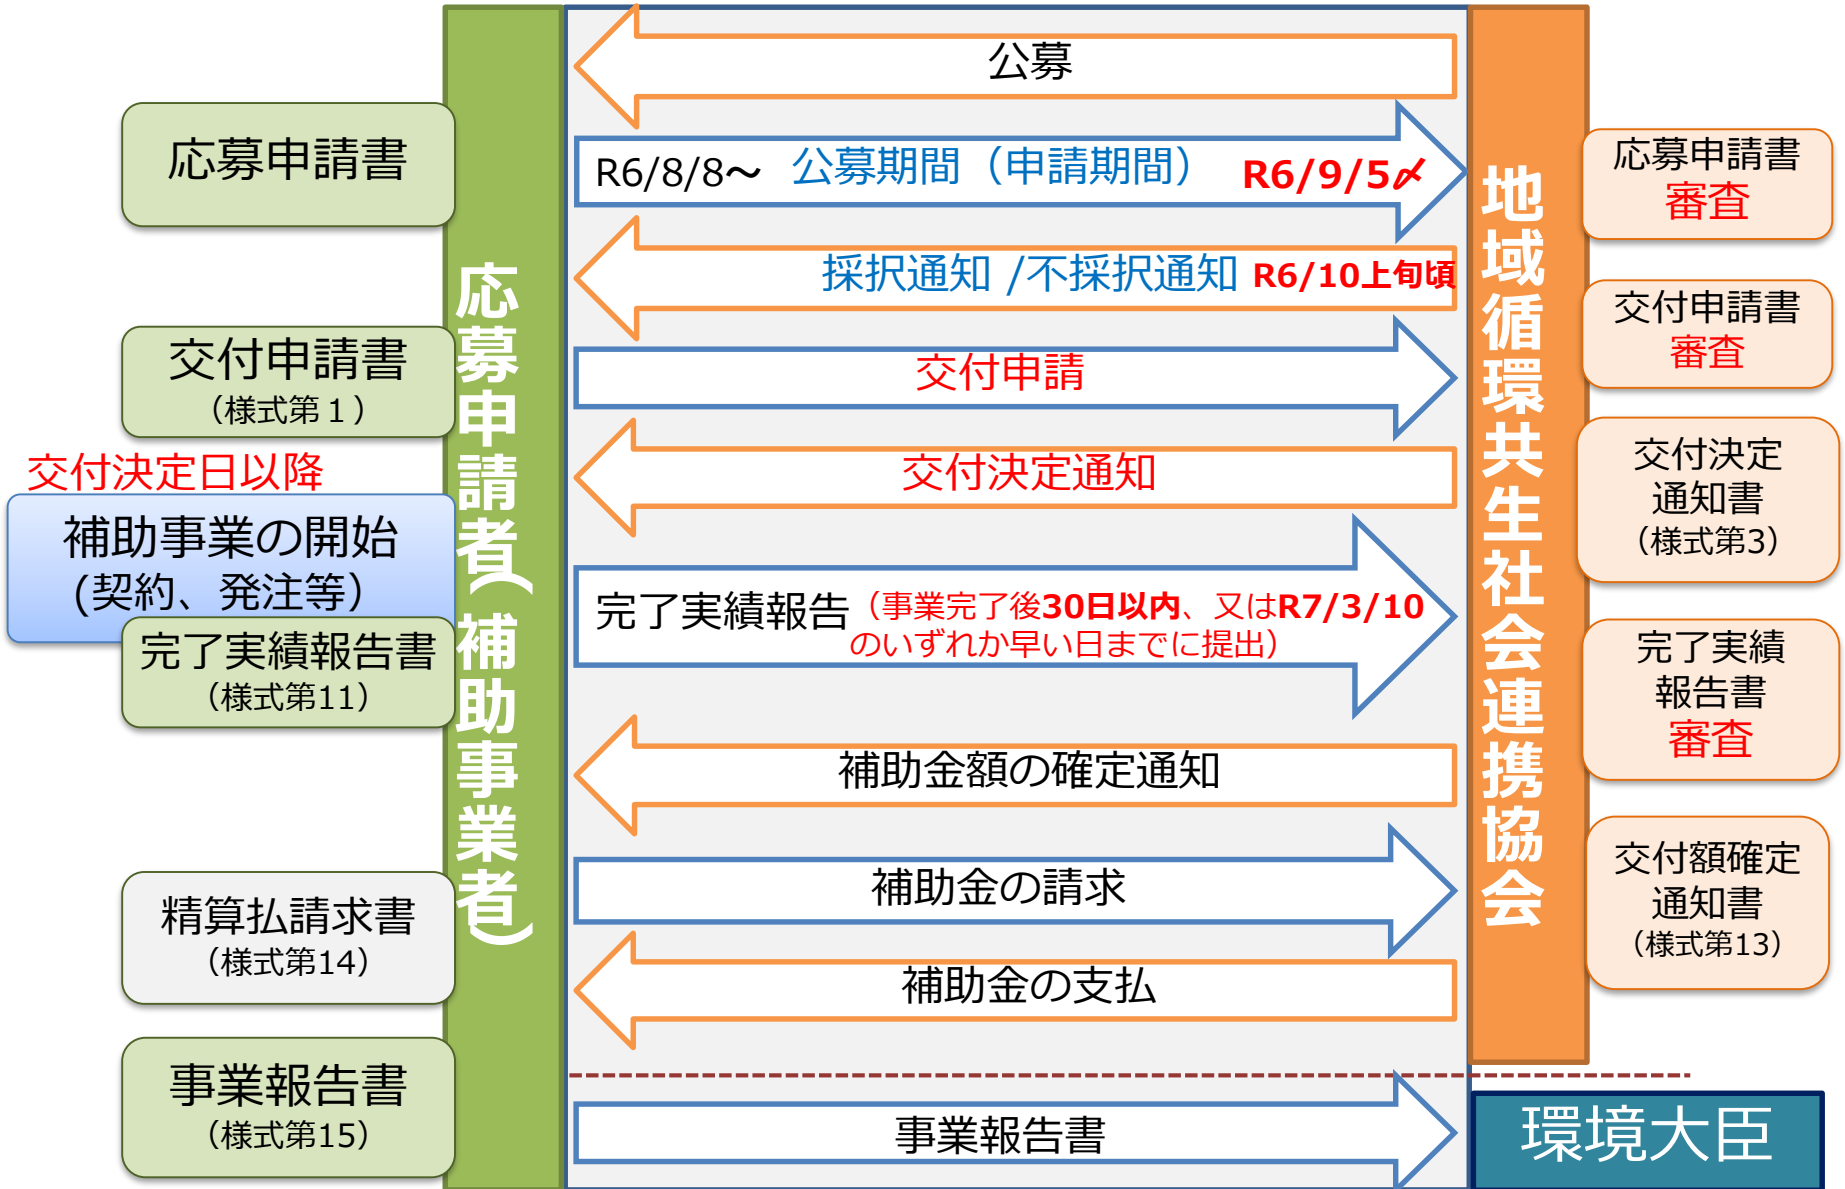 公募
応募申請書
R6/8/8～ 公募期間（申請期間） R6/9/5〆
応募申請書
審査
採択通知 /不採択通知 R6/10上旬頃
交付申請書
（様式第１）
交付申請
交付申請書
審査
交付決定通知
交付決定
通知書
（様式第3）
交付決定日以降
補助事業の開始
(契約、発注等）
完了実績報告書
（様式第11）
完了実績報告（事業完了後30日以内、又はR7/3/10
のいずれか早い日までに提出）
完了実績
報告書
審査
補助金額の確定通知
交付額確定
通知書
（様式第13）
精算払請求書
（様式第14）
補助金の請求
補助金の支払
事業報告書
（様式第15）
事業報告書
環境大臣
応募申請者（補助事業者）
地域循環共生社会連携協会